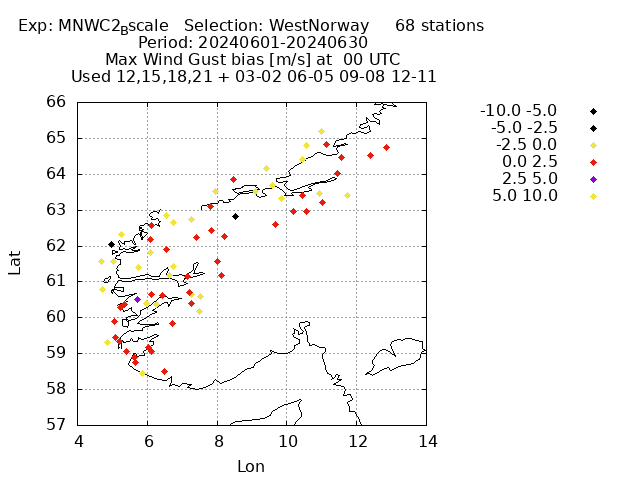 Exp: MNWC2_Bscale Selection: WestNorway 68 stations
Period: 20240601-20240630
Max Wind Gust bias [m/s] at 00 UTC
Used 12,15,18,21 + 03-02 06-05 09-08 12-11
66
65
64
63
62
61
60
59
58
57
4 6 8 10 12 14
Lat
Lon
-10.0 -5.0
-5.0 -2.5
-2.5 0.0
0.0 2.5
2.5 5.0
5.0 10.0